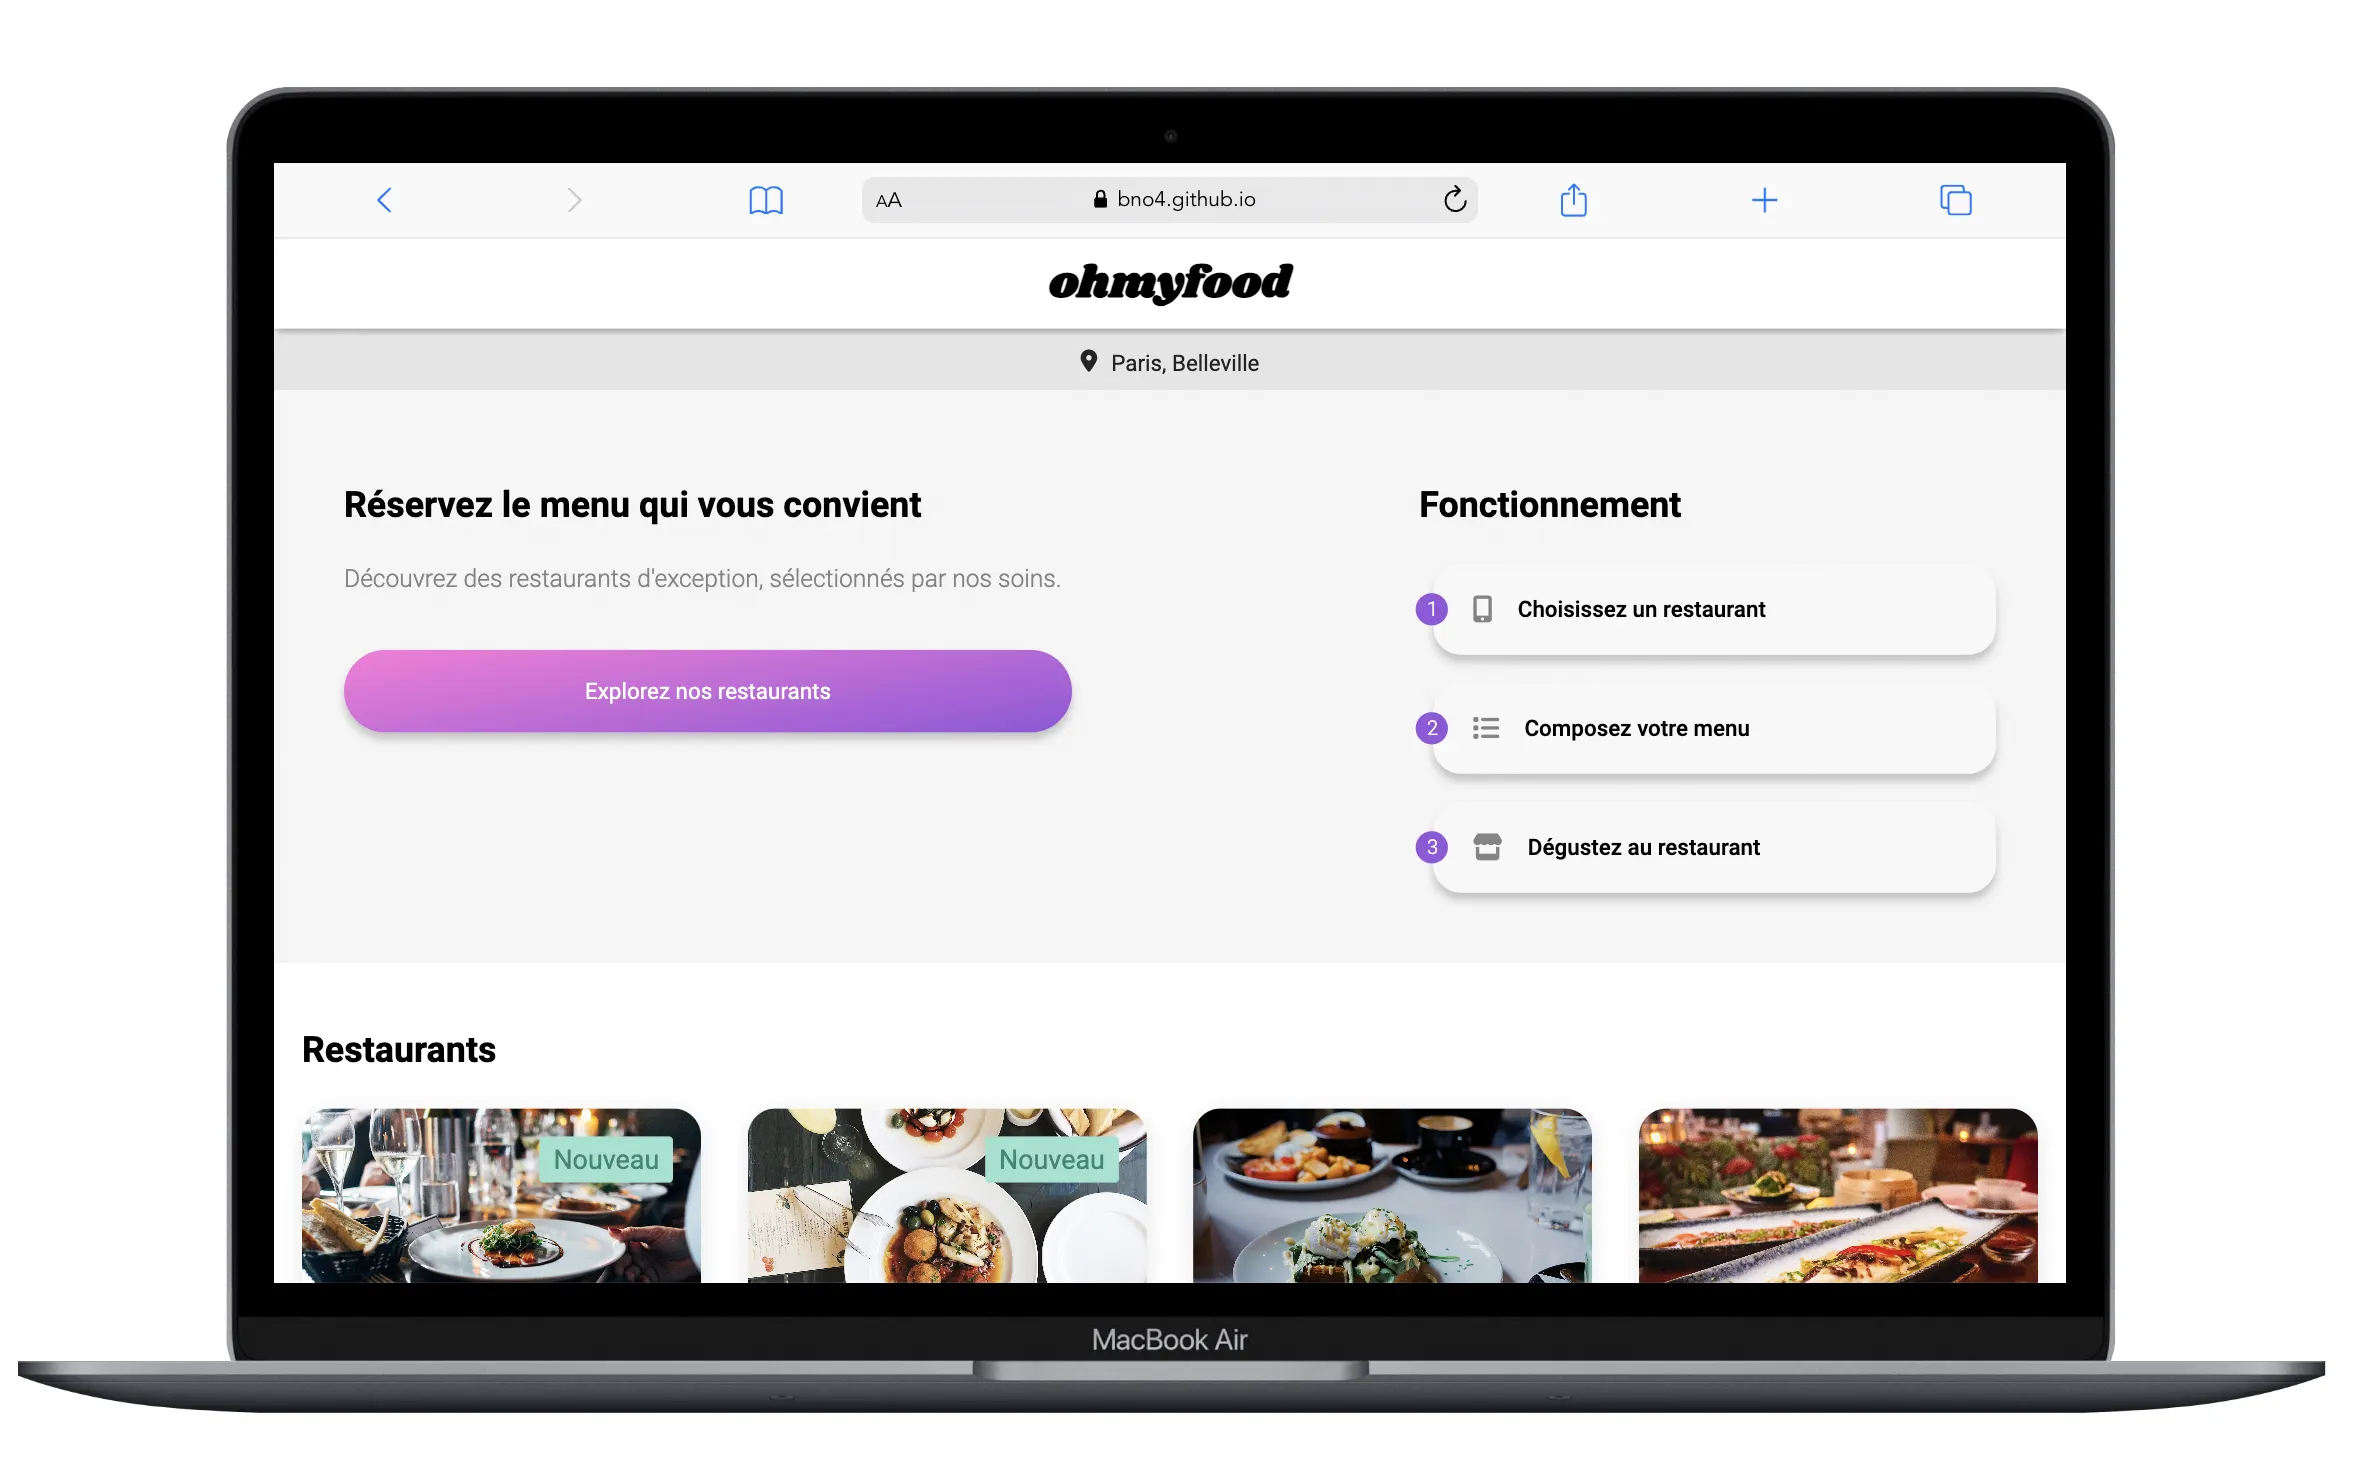 AA
bno4.github.io
ohmyfood
Paris, Belleville
Réservez le menu qui vous convient
Découvrez des restaurants d'exception, sélectionnés par nos soins.
Explorez nos restaurants
Fonctionnement
1 Choisissez un restaurant
2 Composez votre menu
3 Dégustez au restaurant
Restaurants
Nouveau
Nouveau
MacBook Air